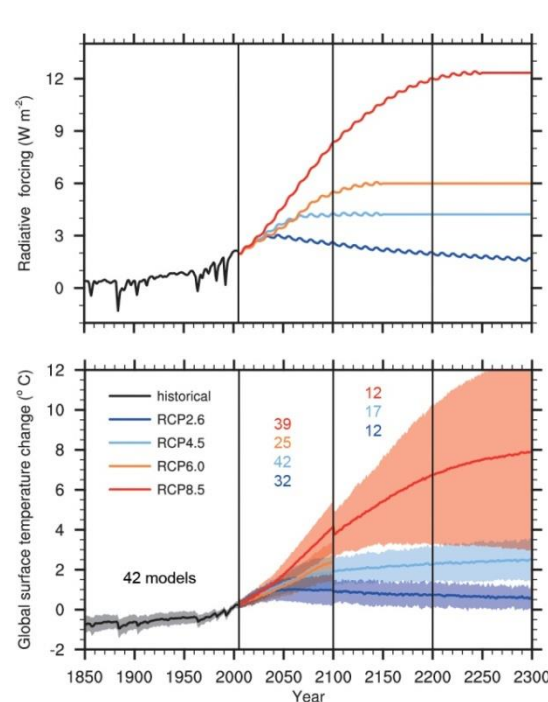 Radiative forcing (W m-2)
12
9
6
3
0
Global surface temperature change (° C)
12
10
8
6
4
2
0
-2
historical
RCP2.6
RCP4.5
RCP6.0
RCP8.5
42 models
39
25
42
32
12
17
12
1850 1900 1950 2000 2050 2100 2150 2200 2250 2300
Year